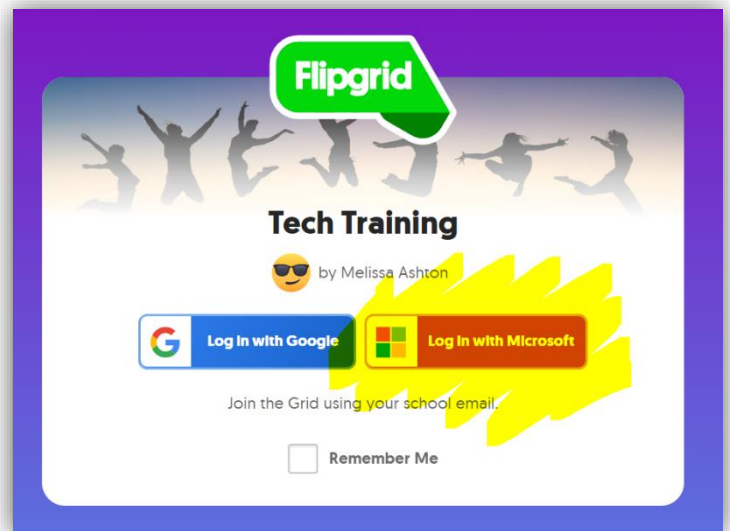 Flipgrid
Tech Training
by Melissa Ashton
Log in with Google
Log in with Microsoft
Join the Grid using your school email.
Remember Me